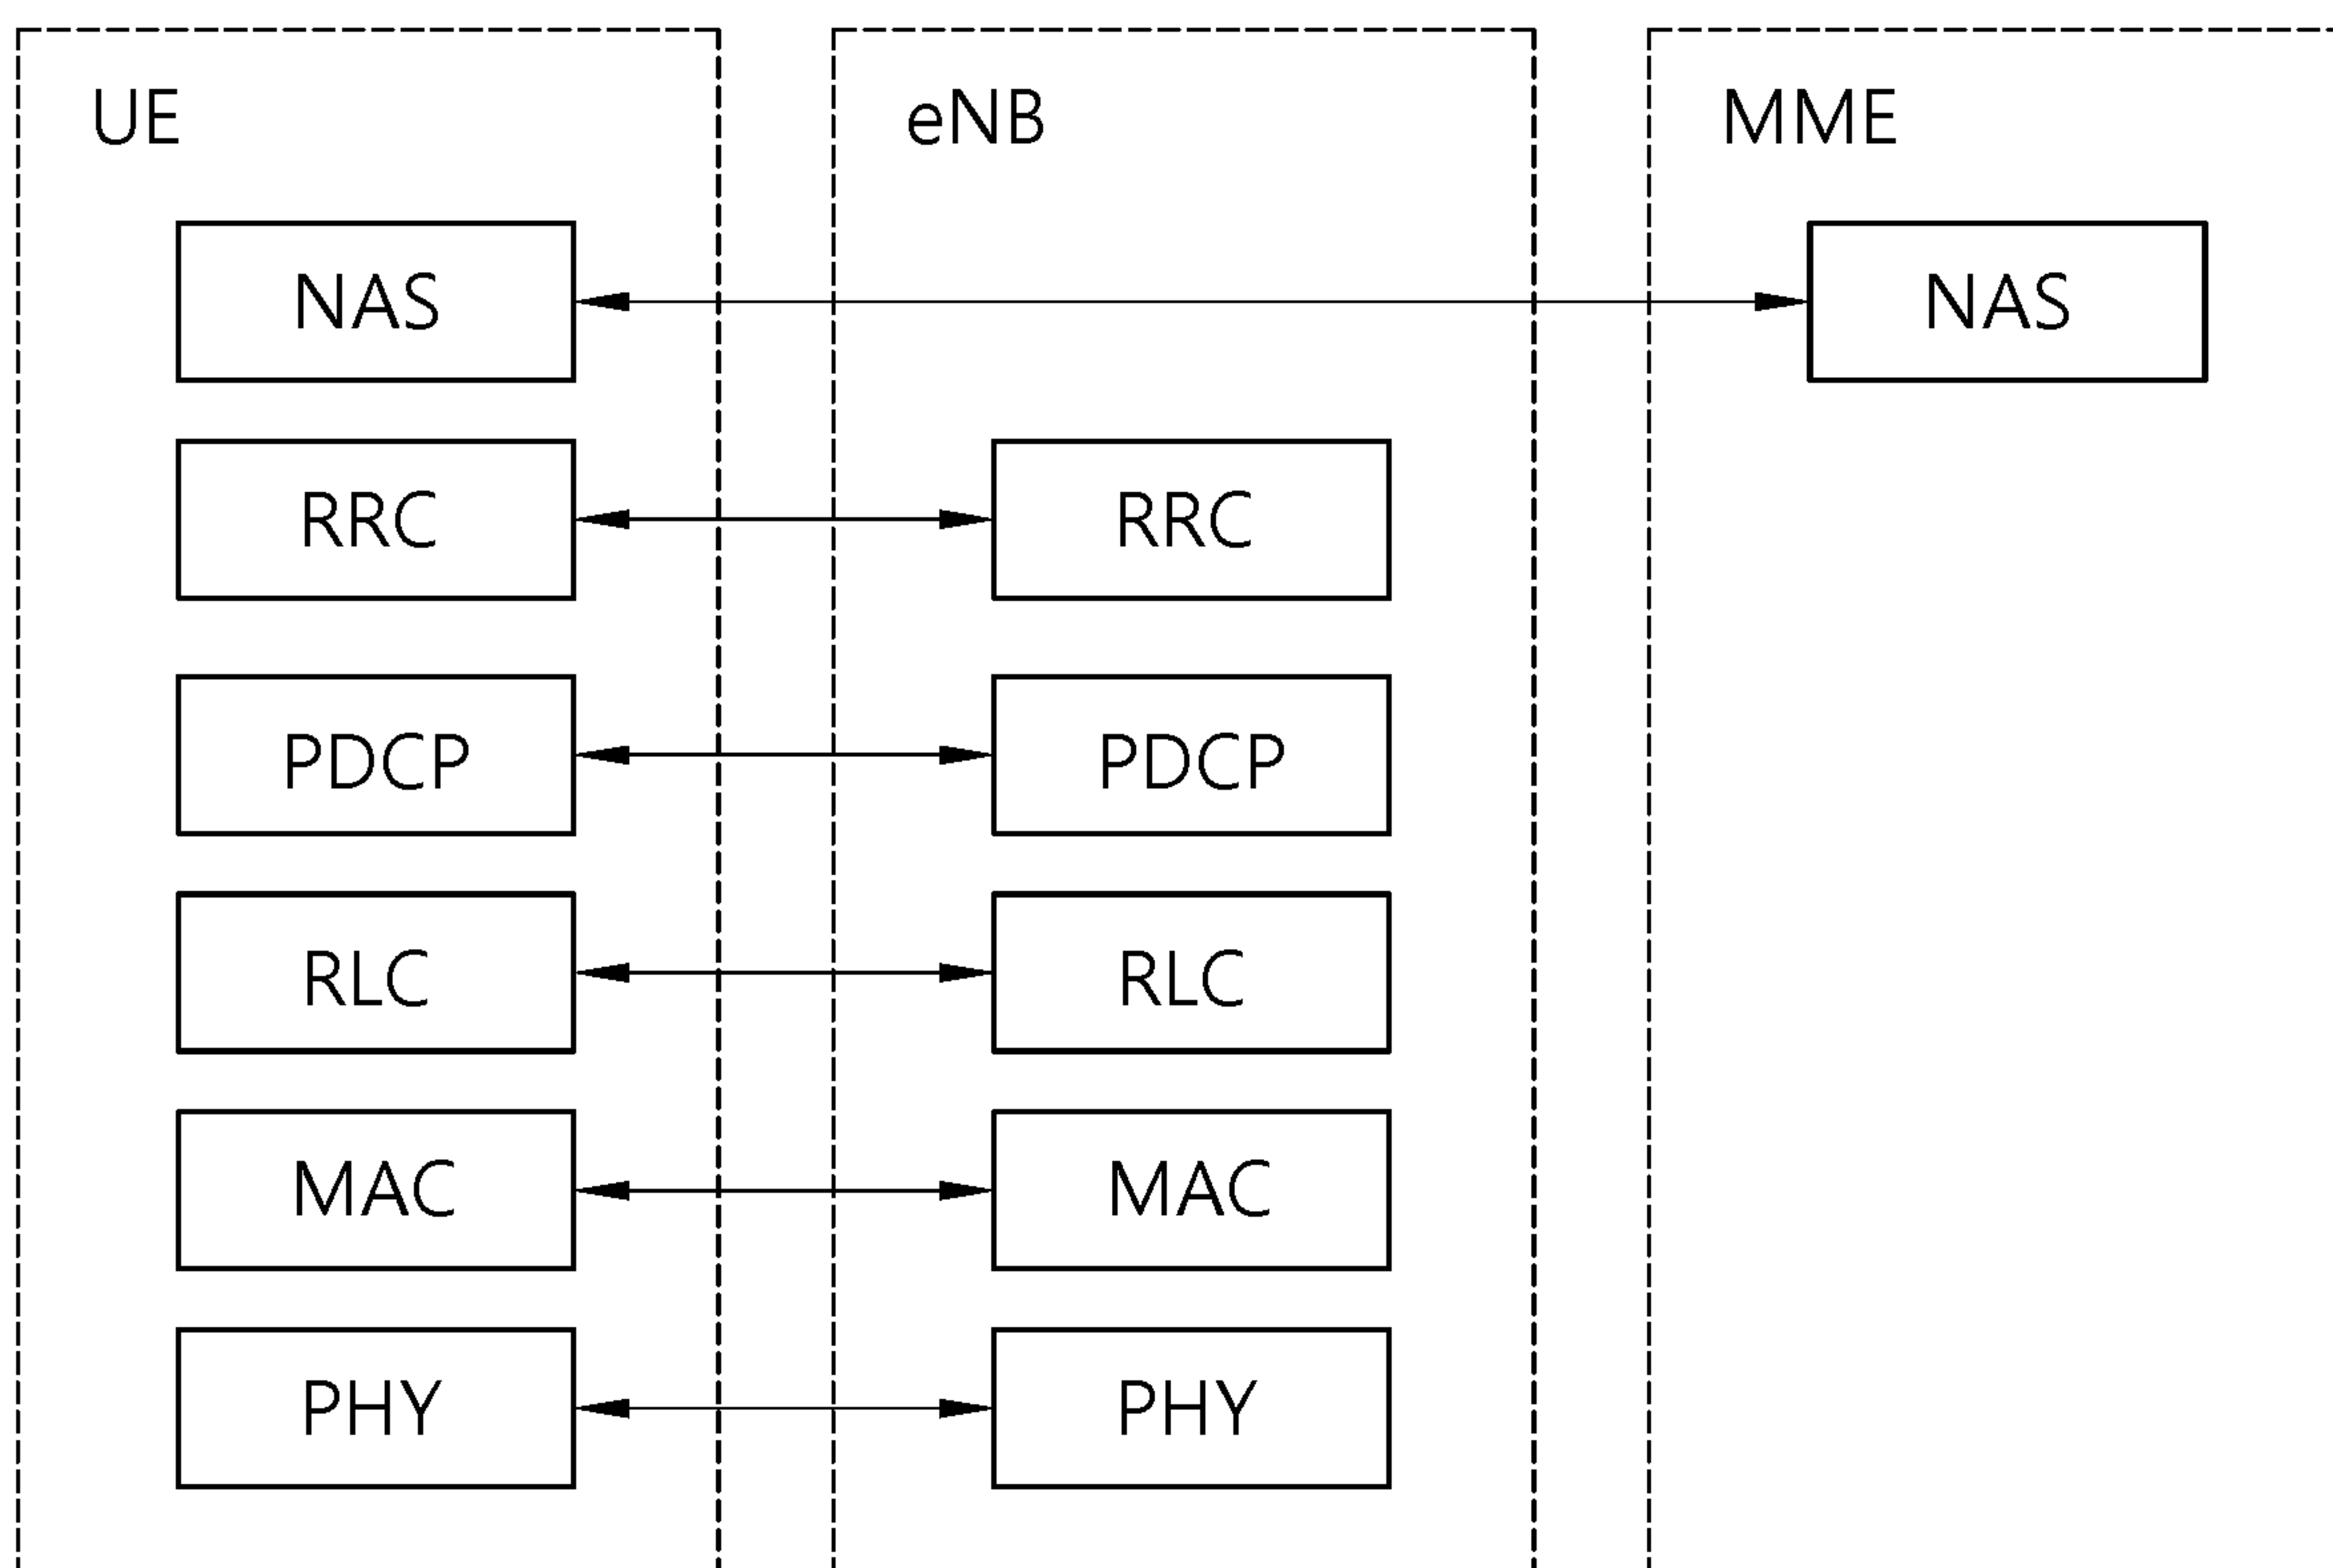 UE eNB MME
NAS NAS
RRC RRC
PDCP PDCP
RLC RLC
MAC MAC
PHY PHY